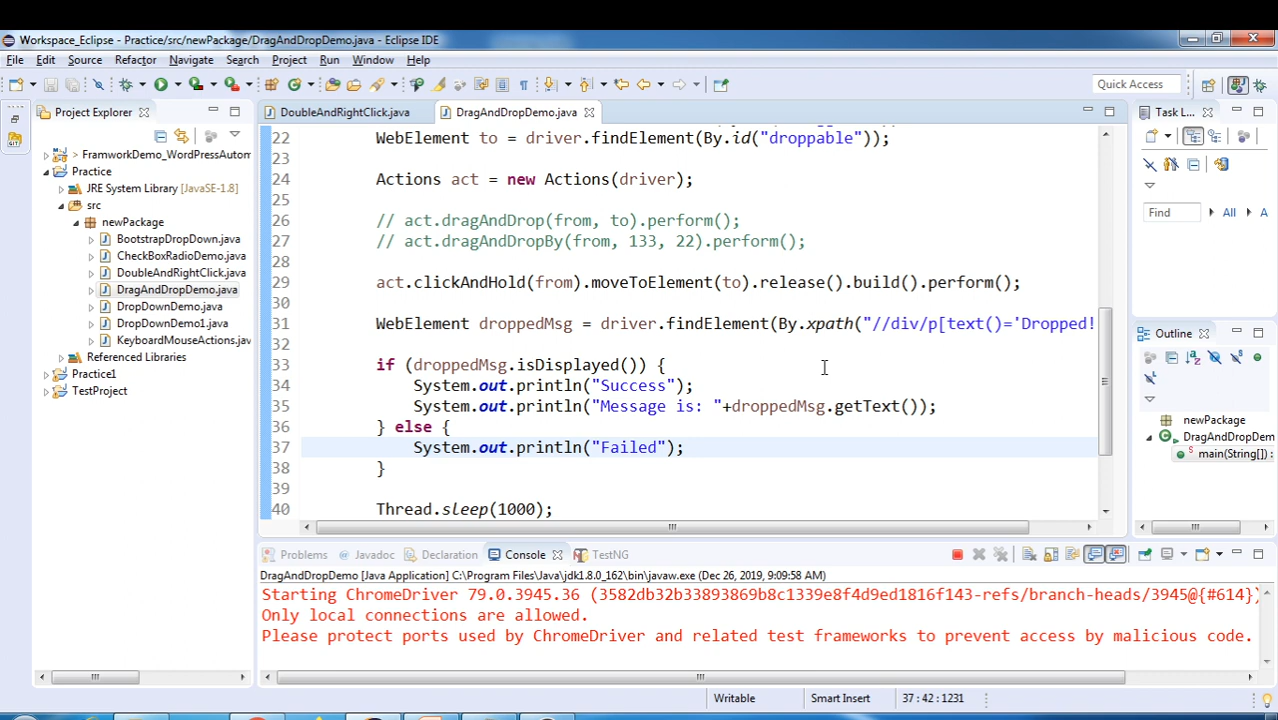 Workspace_Eclipse - Practice/src/newPackage/DragAndDropDemo.java - Eclipse IDE
File Edit Source Refactor Navigate Search Project Run Window Help
Quick Access
Project Explorer
> FramworkDemo_WordPressAutom
Practice
JRE System Library [JavaSE-1.8]
src
newPackage
BootstrapDropDown.java
CheckBoxRadioDemo.java
DoubleAndRightClick.java
DragAndDropDemo.java
DropDownDemo.java
DropDownDemo1.java
KeyboardMouseActions.jav
Referenced Libraries
Practice1
TestProject
DoubleAndRightClick.java DragAndDropDemo.java
22 WebElement to = driver.findElement(By.id("droppable"));
23
24 Actions act = new Actions(driver);
25
26 // act.dragAndDrop(from, to).perform();
27 // act.dragAndDropBy(from, 133, 22).perform();
28
29 act.clickAndHold(from).moveToElement(to).release().build().perform();
30
31 WebElement droppedMsg = driver.findElement(By.xpath("//div/p[text()='Dropped!
32
33 if (droppedMsg.isDisplayed()) {
34 System.out.println("Success");
35 System.out.println("Message is: "+droppedMsg.getText());
36 } else {
37 System.out.println("Failed");
38 }
39
40 Thread.sleep(1000);
Task L...
Find All A
Outline
newPackage
DragAndDropDem
main(String[]) :
Problems Javadoc Declaration Console TestNG
DragAndDropDemo [Java Application] C:\Program Files\Java\jdk1.8.0_162\bin\javaw.exe (Dec 26, 2019, 9:09:58 AM)
Starting ChromeDriver 79.0.3945.36 (3582db32b33893869b8c1339e8f4d9ed1816f143-refs/branch-heads/3945@{#614})
Only local connections are allowed.
Please protect ports used by ChromeDriver and related test frameworks to prevent access by malicious code.
Writable Smart Insert 37 : 42 : 1231